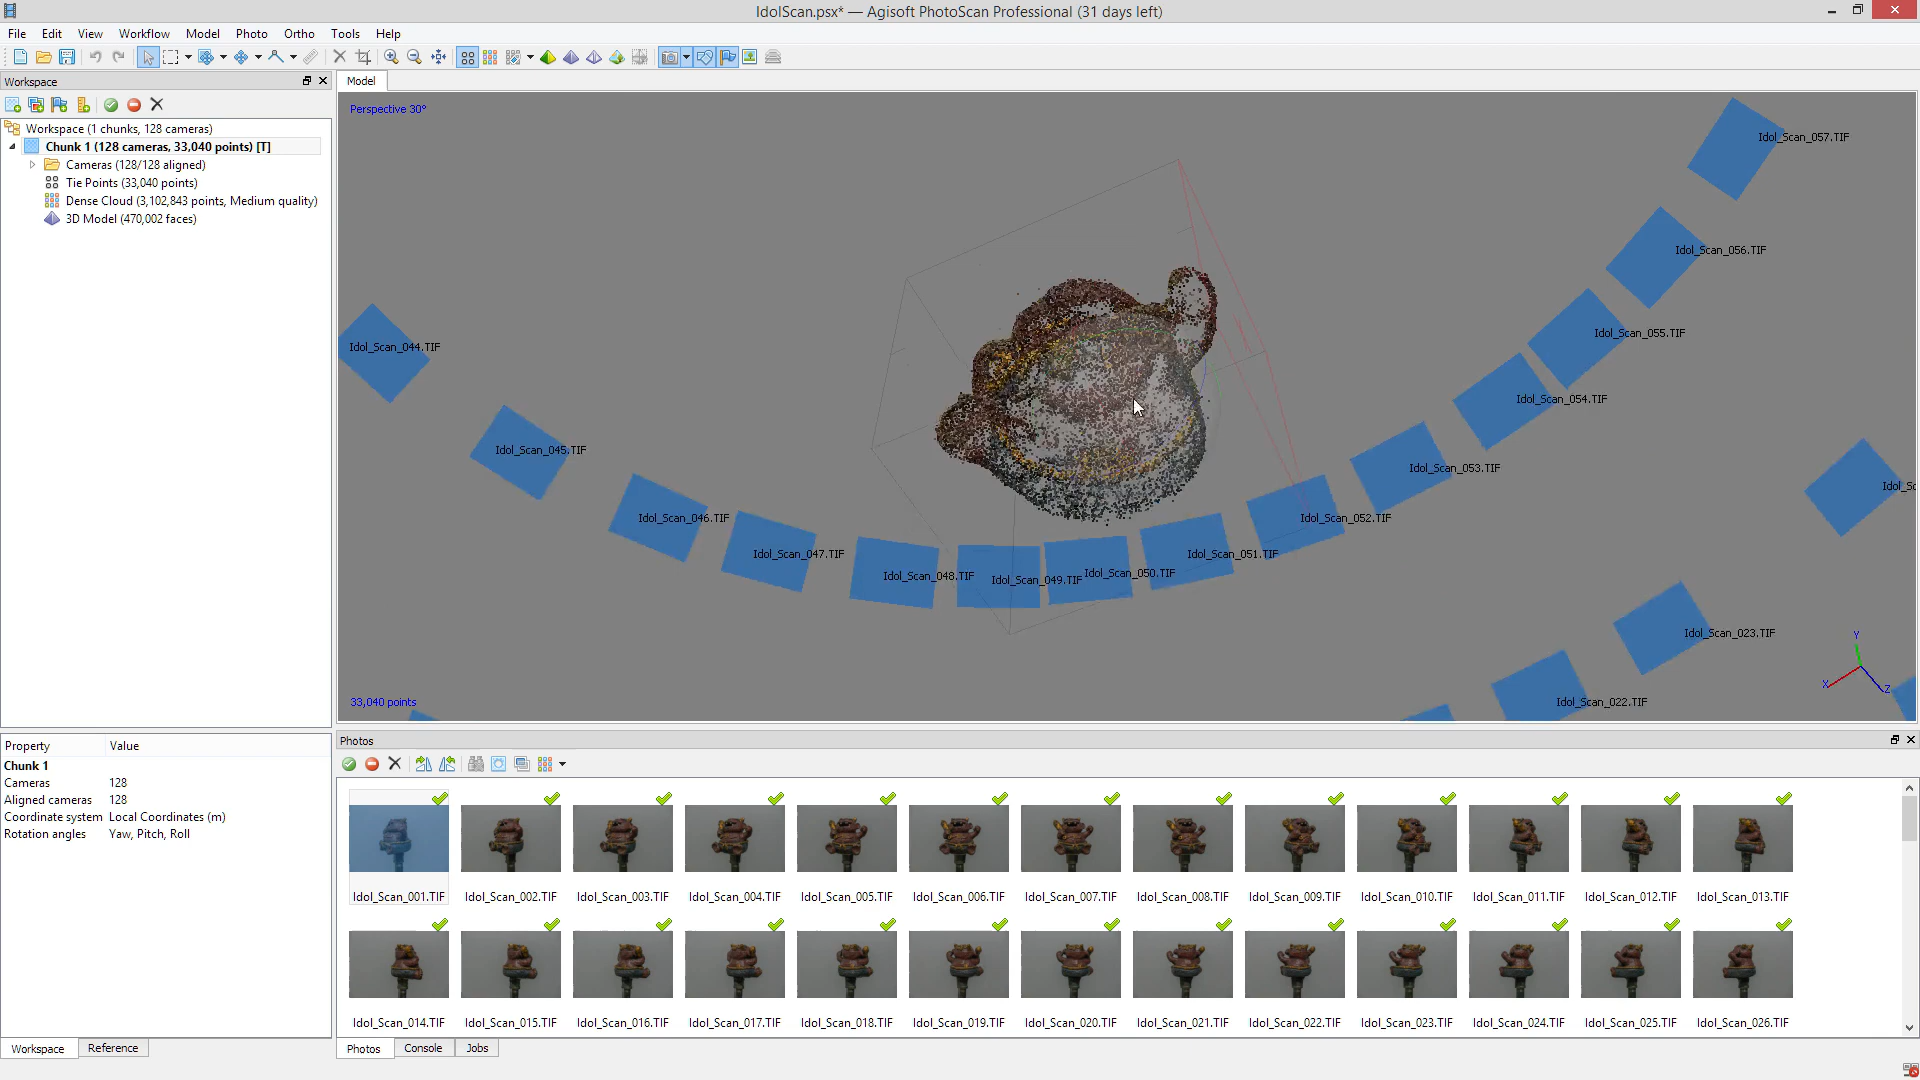 IdolScan.psx* — Agisoft PhotoScan Professional (31 days left)
File Edit View Workflow Model Photo Ortho Tools Help
Workspace
Model
Perspective 30°
Workspace (1 chunks, 128 cameras)
Chunk 1 (128 cameras, 33,040 points) [T]
Cameras (128/128 aligned)
Tie Points (33,040 points)
Dense Cloud (3,102,843 points, Medium quality)
3D Model (470,002 faces)
Idol_Scan_057.TIF
Idol_Scan_056.TIF
Idol_Scan_055.TIF
Idol_Scan_044.TIF
Idol_Scan_054.TIF
Idol_Scan_045.TIF
Idol_Scan_053.TIF
Idol_Sc
Idol_Scan_046.TIF
Idol_Scan_052.TIF
Idol_Scan_047.TIF
Idol_Scan_051.TIF
Idol_Scan_048.TIF
Idol_Scan_049.TIF
Idol_Scan_050.TIF
Idol_Scan_023.TIF
Idol_Scan_022.TIF
Y
X
Z
33,040 points
Property Value
Chunk 1
Cameras 128
Aligned cameras 128
Coordinate system Local Coordinates (m)
Rotation angles Yaw, Pitch, Roll
Workspace Reference
Photos
Idol_Scan_001.TIF Idol_Scan_002.TIF Idol_Scan_003.TIF Idol_Scan_004.TIF Idol_Scan_005.TIF Idol_Scan_006.TIF Idol_Scan_007.TIF Idol_Scan_008.TIF Idol_Scan_009.TIF Idol_Scan_010.TIF Idol_Scan_011.TIF Idol_Scan_012.TIF Idol_Scan_013.TIF
Idol_Scan_014.TIF Idol_Scan_015.TIF Idol_Scan_016.TIF Idol_Scan_017.TIF Idol_Scan_018.TIF Idol_Scan_019.TIF Idol_Scan_020.TIF Idol_Scan_021.TIF Idol_Scan_022.TIF Idol_Scan_023.TIF Idol_Scan_024.TIF Idol_Scan_025.TIF Idol_Scan_026.TIF
Photos Console Jobs